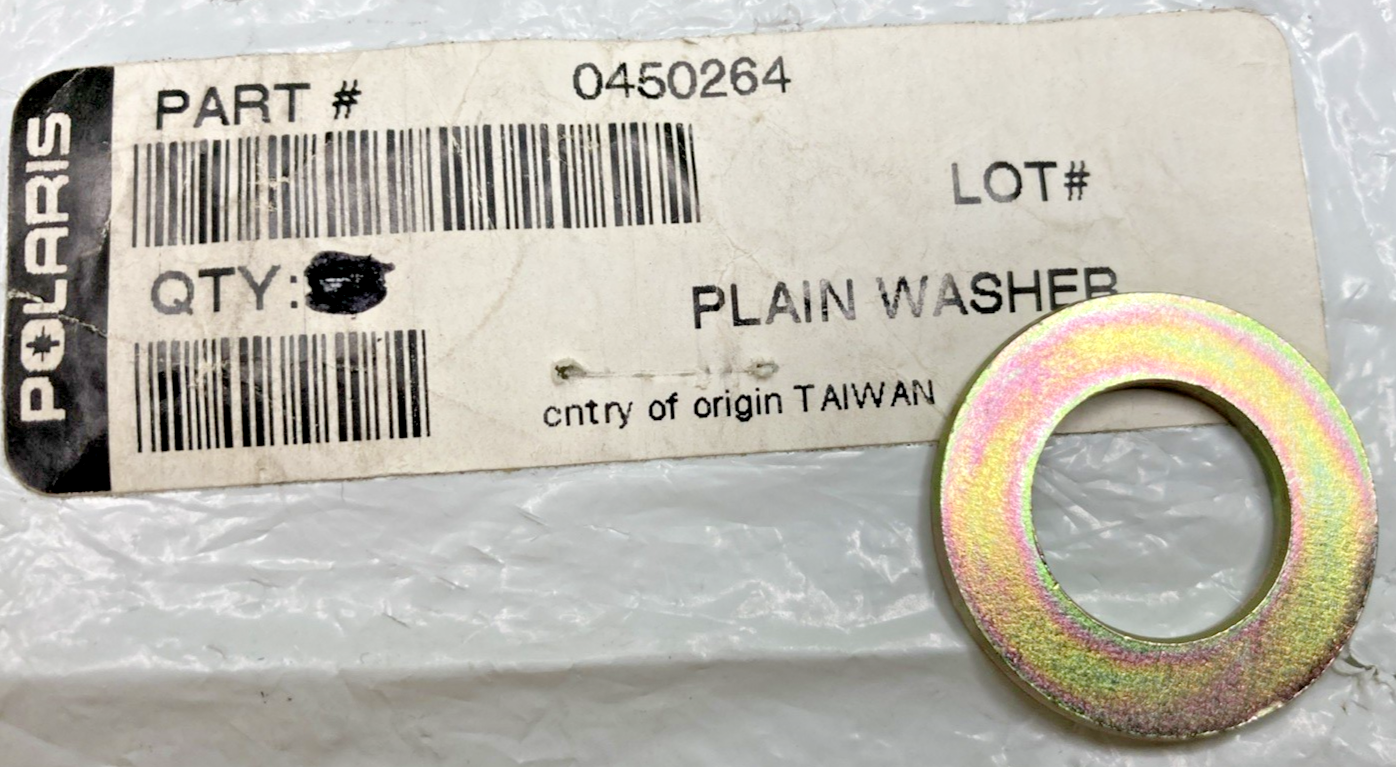 POLARIS
PART # 0450264
LOT#
QTY:
PLAIN WASHER
cntry of origin TAIWAN